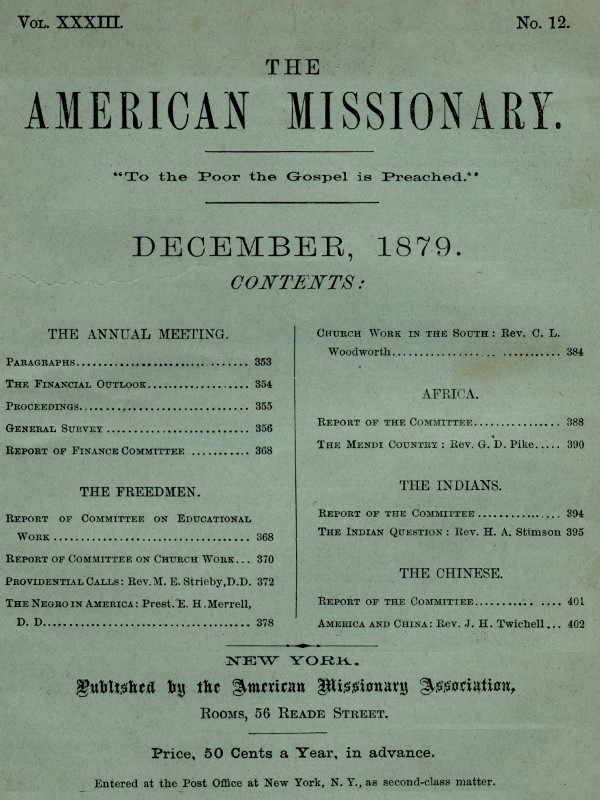 VOL. XXXIII. No. 12.
THE
AMERICAN MISSIONARY.
“To the Poor the Gospel is Preached.”
DECEMBER, 1879.
CONTENTS:
THE ANNUAL MEETING.
PARAGRAPHS.............................. 353
THE FINANCIAL OUTLOOK.................. 354
PROCEEDINGS............................. 355
GENERAL SURVEY ......................... 356
REPORT OF FINANCE COMMITTEE ........... 368
THE FREEDMEN.
REPORT OF COMMITTEE ON EDUCATIONAL
WORK ................................... 368
REPORT OF COMMITTEE ON CHURCH WORK... 370
PROVIDENTIAL CALLS: Rev. M. E. Strieby, D.D. 372
THE NEGRO IN AMERICA: Prest. E. H. Merrell,
D. D..................................... 378
CHURCH WORK IN THE SOUTH: Rev. C. L.
Woodworth.................... ........... 384
AFRICA.
REPORT OF THE COMMITTEE................ 388
THE MENDI COUNTRY: Rev. G. D. Pike..... 390
THE INDIANS.
REPORT OF THE COMMITTEE ............... 394
THE INDIAN QUESTION: Rev. H. A. Stimson 395
THE CHINESE.
REPORT OF THE COMMITTEE........... .... 401
AMERICA AND CHINA: Rev. J. H. Twichell... 402
NEW YORK.
Published by the American Missionary Association,
ROOMS, 56 READE STREET.
Price, 50 Cents a Year, in advance.
Entered at the Post Office at New York, N. Y., as second-class matter.